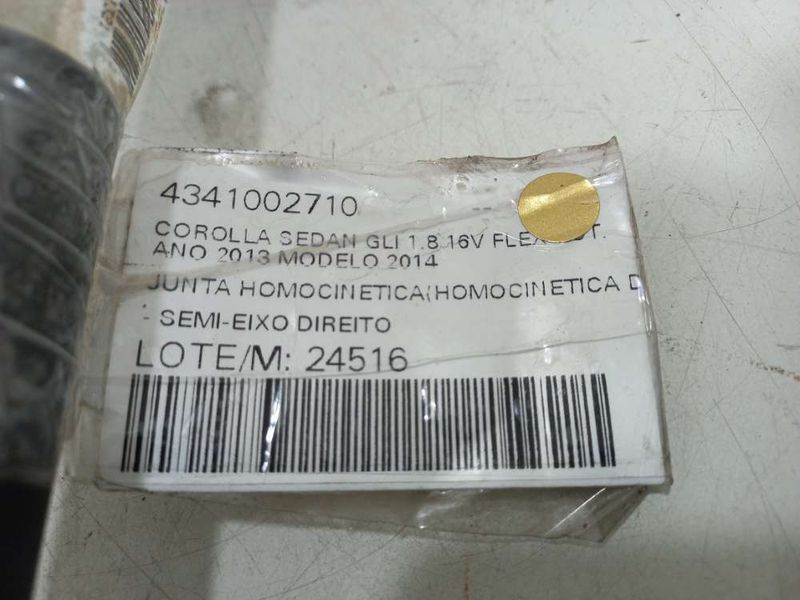 4341002710
COROLLA SEDAN GLI 1.8 16V FLEX
ANO 2013 MODELO 2014
JUNTA HOMOCINETICA(HOMOCINETICA D
- SEMI-EIXO DIREITO
LOTE/M: 24516